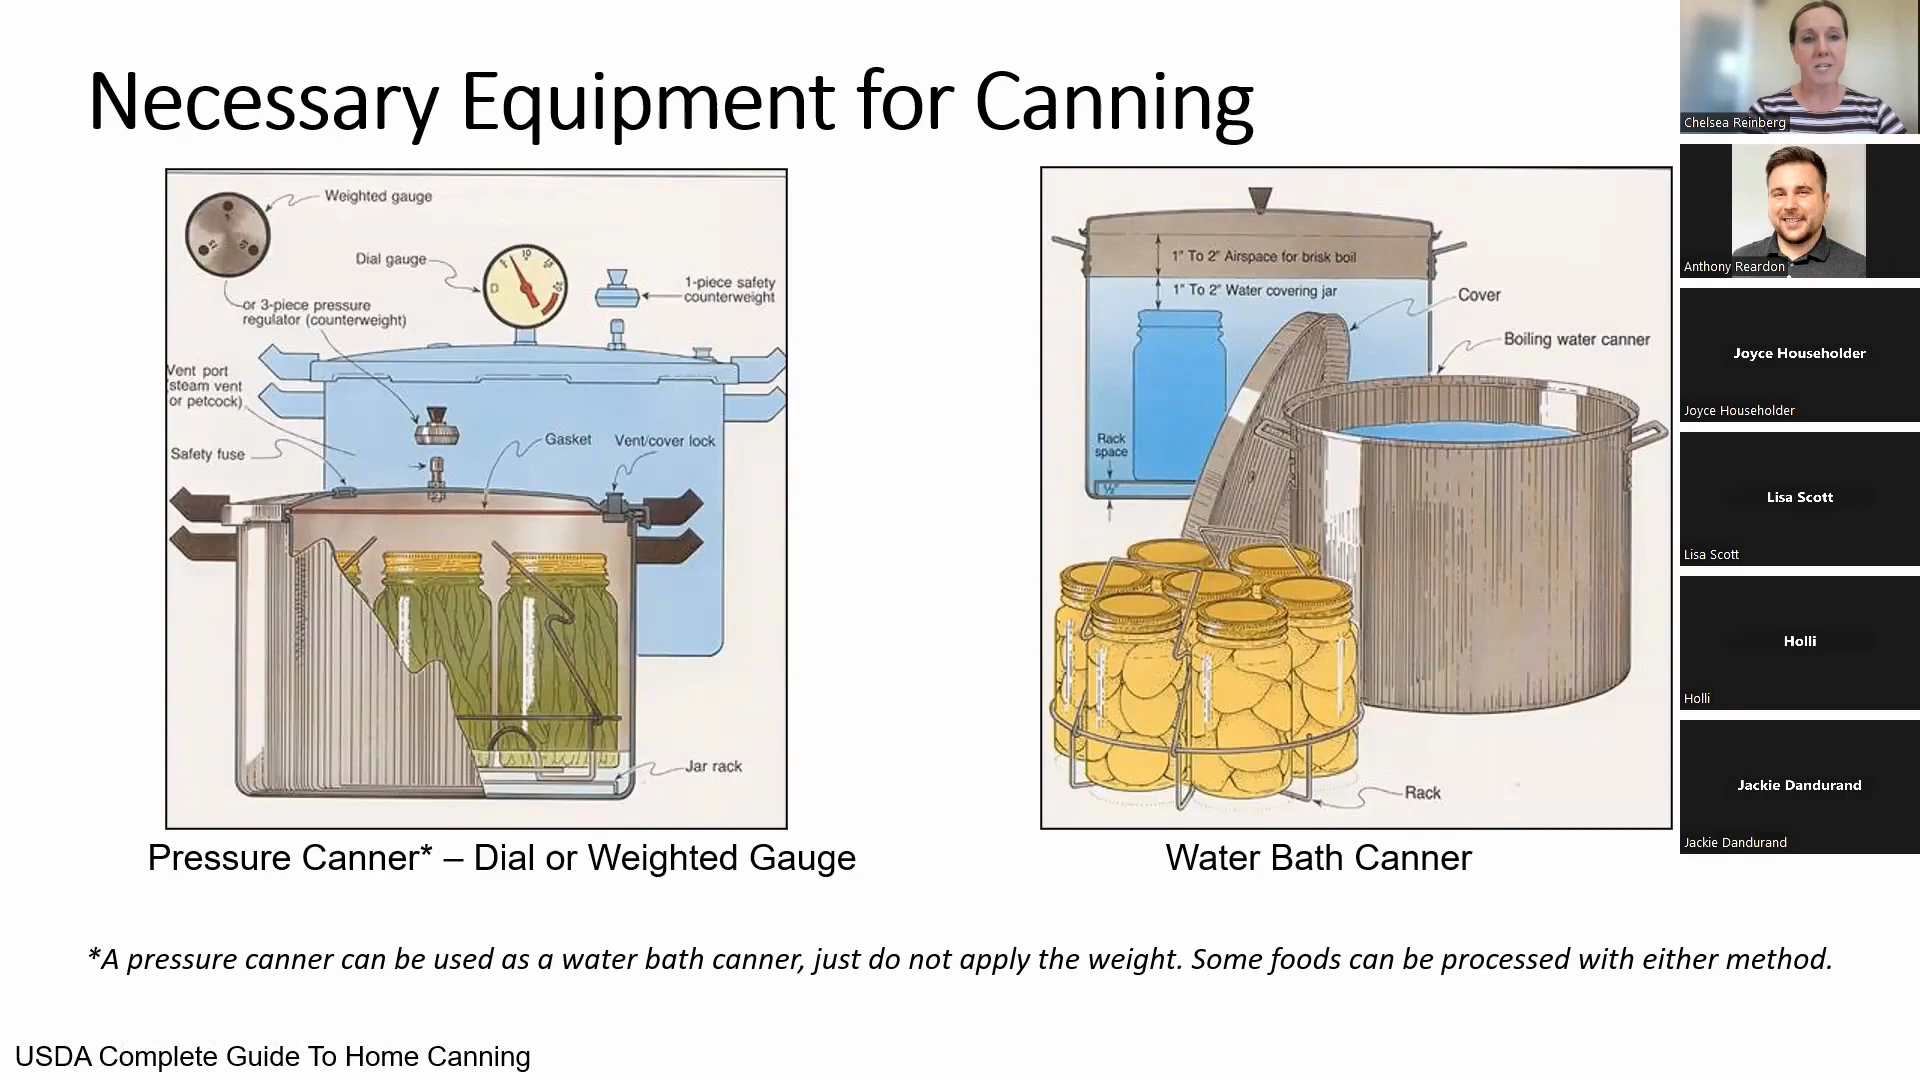 Necessary Equipment for Canning
Weighted gauge
Dial gauge
1-piece safety
counterweight
or 3-piece pressure
regulator (counterweight)
Vent port
(steam vent
or petcock)
Safety fuse
Gasket
Vent/cover lock
Jar rack
10
1" To 2" Airspace for brisk boil
1" To 2" Water covering jar
Cover
Boiling water canner
Rack
space
½"
Rack
Pressure Canner* – Dial or Weighted Gauge
Water Bath Canner
*A pressure canner can be used as a water bath canner, just do not apply the weight. Some foods can be processed with either method.
USDA Complete Guide To Home Canning
Chelsea Reinberg
Anthony Reardon
Joyce Householder
Joyce Householder
Lisa Scott
Lisa Scott
Holli
Holli
Jackie Dandurand
Jackie Dandurand